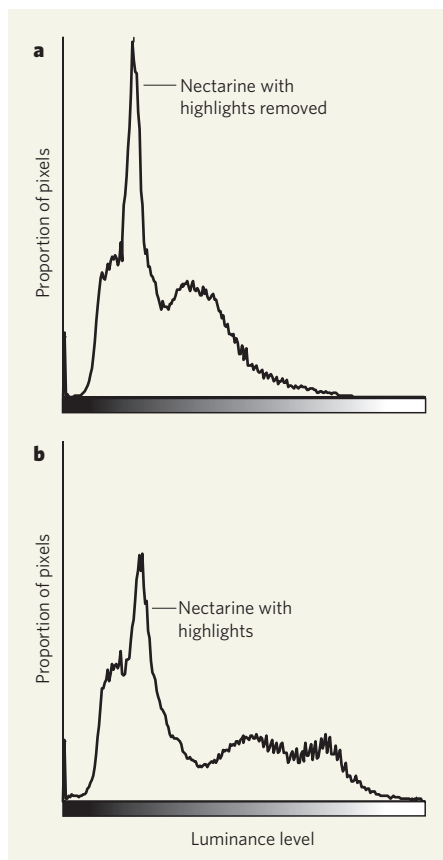 a
Nectarine with
highlights removed
Proportion of pixels
b
Nectarine with
highlights
Proportion of pixels
Luminance level